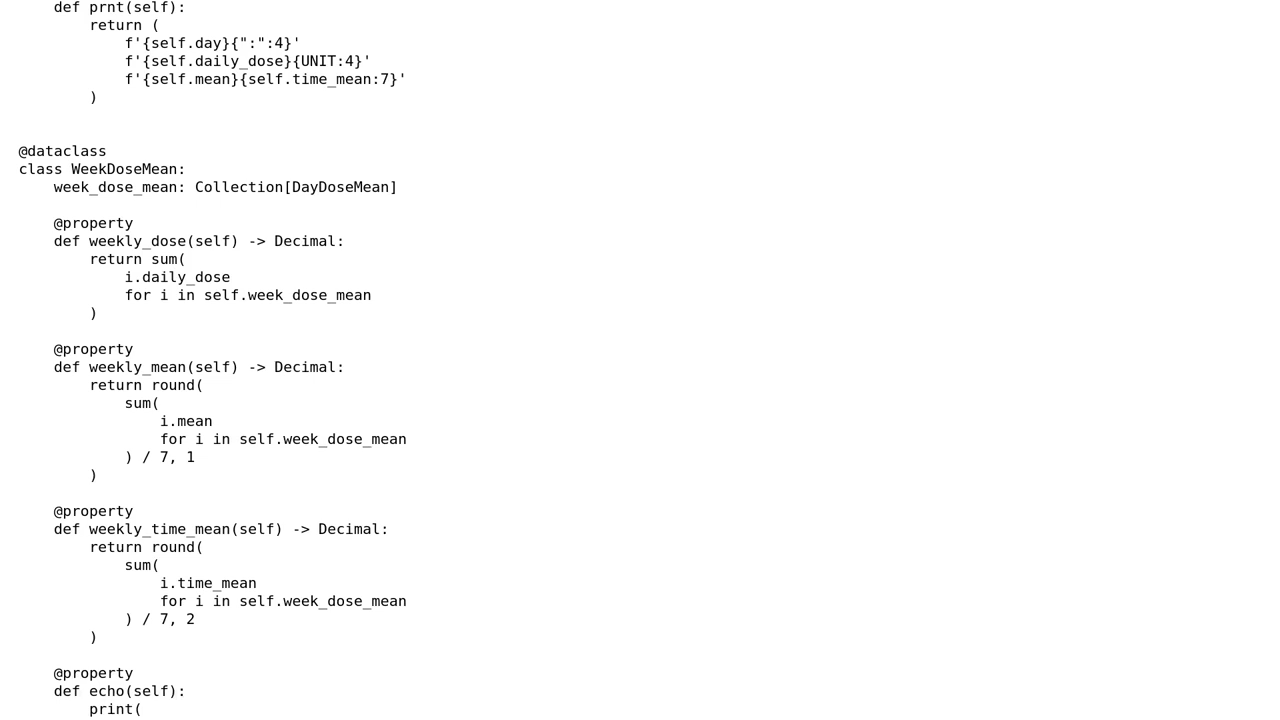 def prnt(self):
        return (
            f'{self.day}{":":4}'
            f'{self.daily_dose}{UNIT:4}'
            f'{self.mean}{self.time_mean:7}'
        )


@dataclass
class WeekDoseMean:
    week_dose_mean: Collection[DayDoseMean]

    @property
    def weekly_dose(self) -> Decimal:
        return sum(
            i.daily_dose
            for i in self.week_dose_mean
        )

    @property
    def weekly_mean(self) -> Decimal:
        return round(
            sum(
                i.mean
                for i in self.week_dose_mean
            ) / 7, 1
        )

    @property
    def weekly_time_mean(self) -> Decimal:
        return round(
            sum(
                i.time_mean
                for i in self.week_dose_mean
            ) / 7, 2
        )

    @property
    def echo(self):
        print(